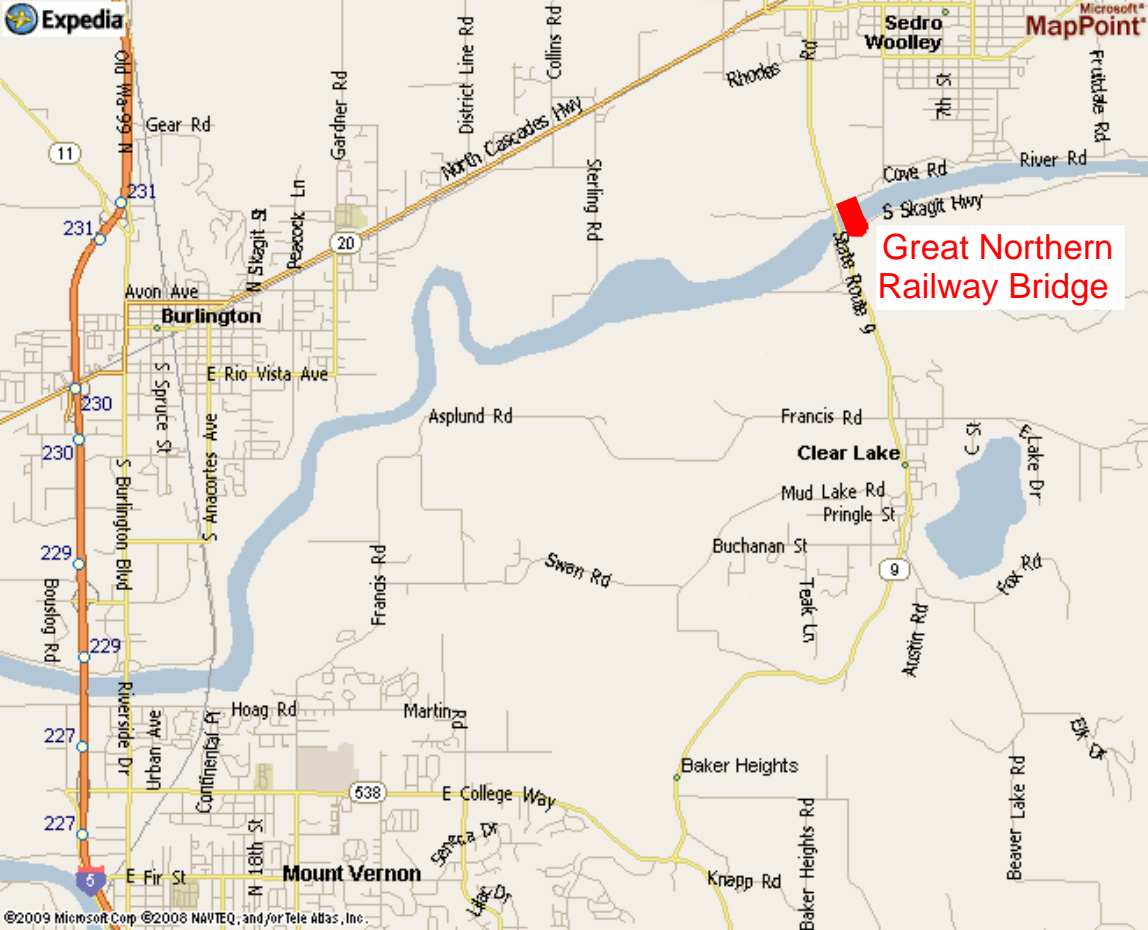 Expedia
Microsoft®
MapPoint®
Sedro
Woolley
Old Wa-99 N
Gear Rd
Gardner Rd
District Line Rd
Collins Rd
Rhodas Rd
7th St
Fruitdale Rd
North Cascades Hwy
11
231
231
N Skagit St
Peacock Ln
20
Sterling Rd
Cove Rd
River Rd
S Skagit Hwy
State Route 9
Great Northern
Railway Bridge
Avon Ave
Burlington
E Rio Vista Ave
S Spruce St
S Anacortes Ave
S Burlington Blvd
230
230
Asplund Rd
Francis Rd
Clear Lake
C St
E Lake Dr
Mud Lake Rd
Pringle St
Buchanan St
229
Bouslog Rd
Francis Rd
Swan Rd
Teak Ln
9
Fox Rd
Austin Rd
229
Riverside Dr
Urban Ave
Continental Pl
Hoag Rd
Martin Rd
227
Elk Dr
Baker Heights
Beaver Lake Rd
538
E College Way
227
Seneca Dr
Baker Heights Rd
5
E Fir St
N 18th St
Mount Vernon
Lilac Dr
Knapp Rd
©2009 Microsoft Corp ©2008 NAVTEQ, and/or Tele Atlas, Inc.